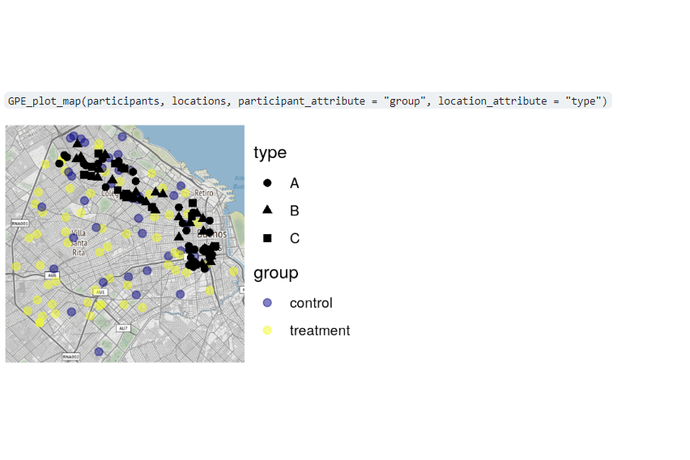 GPE_plot_map(participants, locations, participant_attribute = "group", location_attribute = "type")
type
A
B
C
group
control
treatment
Retiro
Villa
Santa
Rita